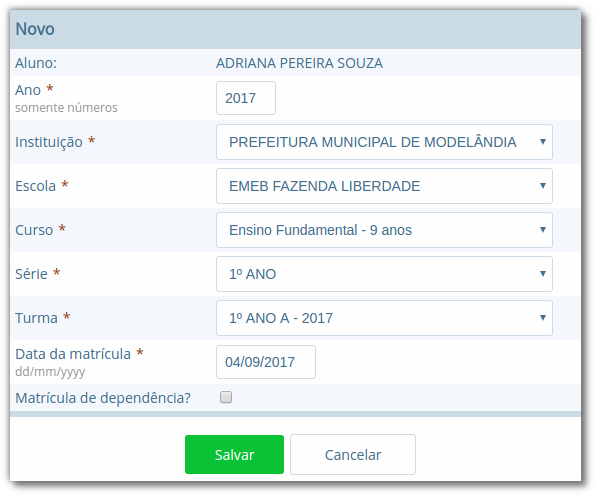 Novo
Aluno: ADRIANA PEREIRA SOUZA
Ano * 2017
somente números
Instituição * PREFEITURA MUNICIPAL DE MODELÂNDIA
Escola * EMEB FAZENDA LIBERDADE
Curso * Ensino Fundamental - 9 anos
Série * 1º ANO
Turma * 1º ANO A - 2017
Data da matrícula * 04/09/2017
dd/mm/yyyy
Matrícula de dependência?
Salvar Cancelar